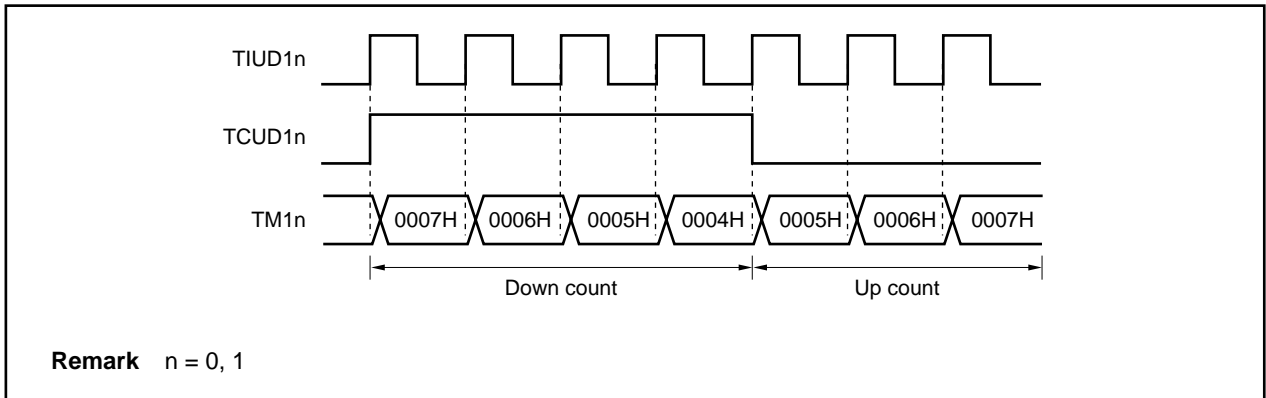 TIUD1n
TCUD1n
TM1n 0007H 0006H 0005H 0004H 0005H 0006H 0007H
Down count Up count
Remark n = 0, 1